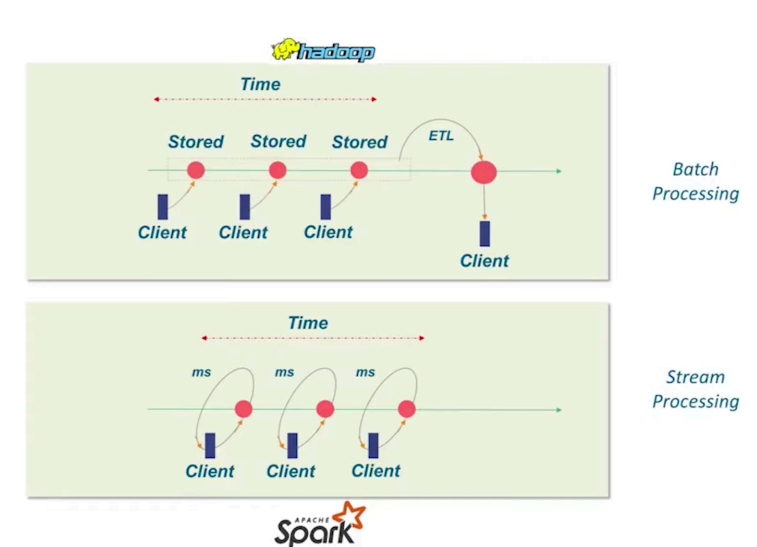 hadoop
Time
Stored Stored Stored
ETL
Client Client Client
Client
Batch
Processing
Time
ms ms ms
Client Client Client
Stream
Processing
APACHE
Spark